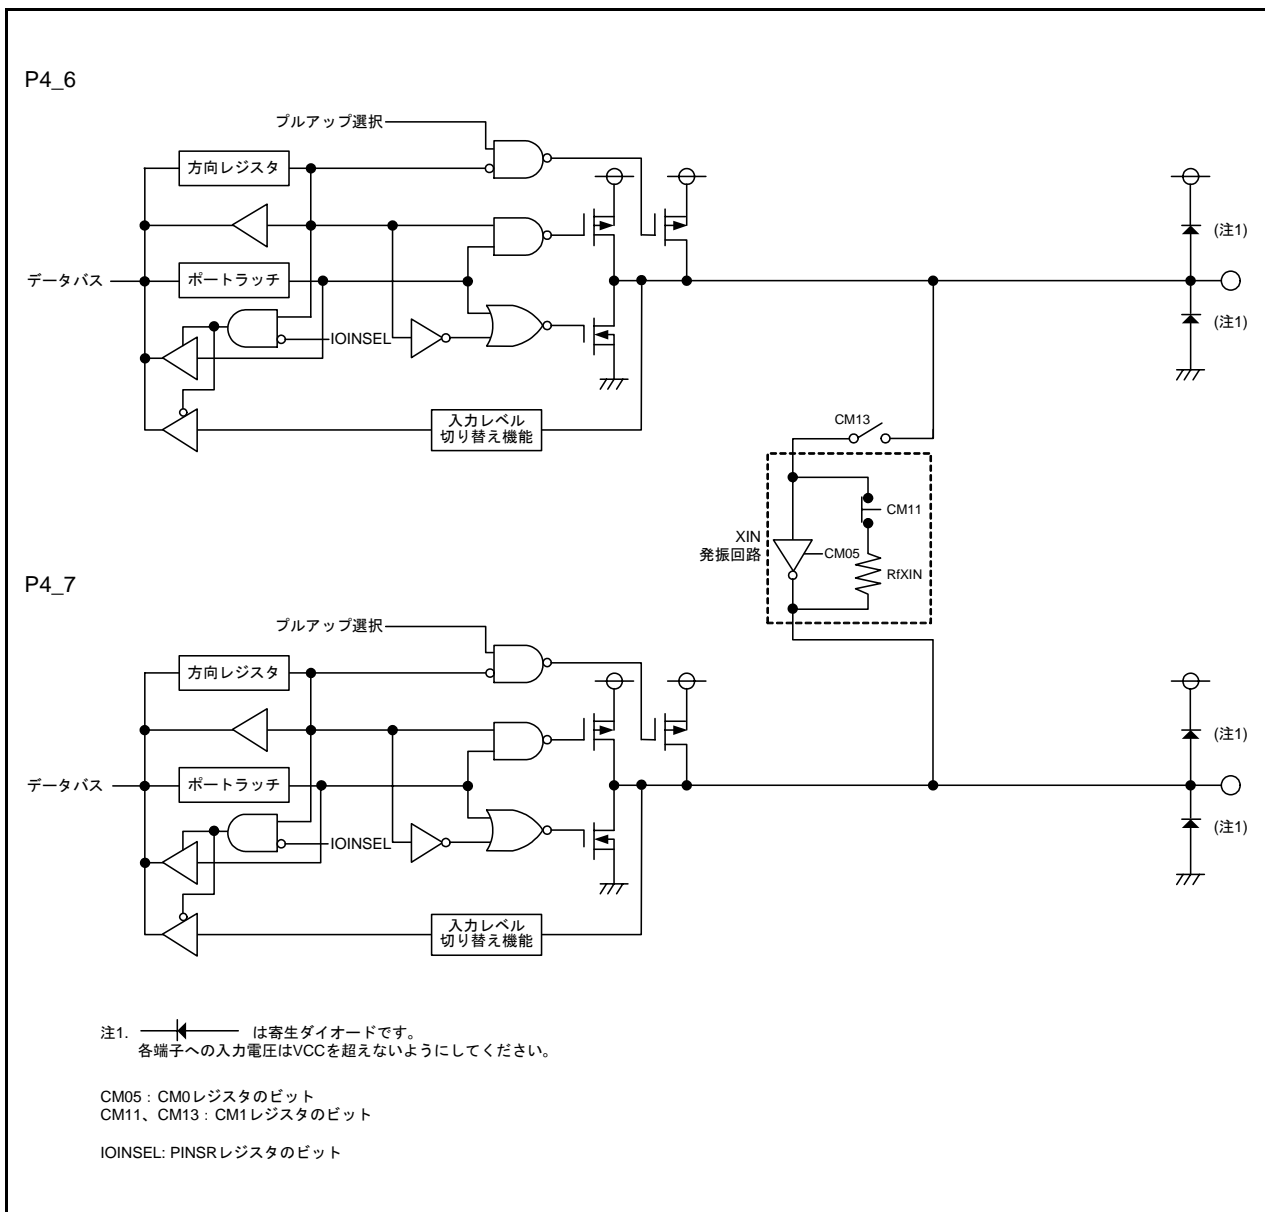 P4_6
プルアップ選択
方向レジスタ
(注1)
データバス
ポートラッチ
(注1)
IOINSEL
入力レベル
切り替え機能
CM13
CM11
XIN
発振回路
CM05
RfXIN
P4_7
プルアップ選択
方向レジスタ
(注1)
データバス
ポートラッチ
(注1)
IOINSEL
入力レベル
切り替え機能
注1. は寄生ダイオードです。
各端子への入力電圧はVCCを超えないようにしてください。
CM05 : CM0レジスタのビット
CM11、CM13 : CM1レジスタのビット
IOINSEL: PINSRレジスタのビット